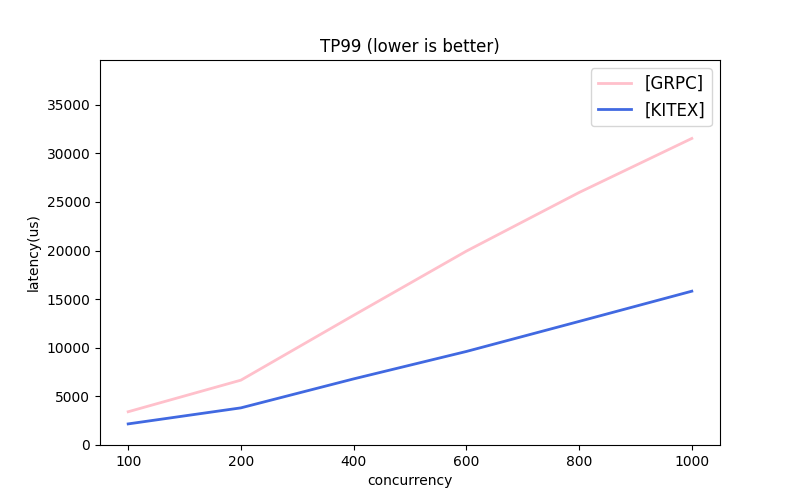 TP99 (lower is better)
[GRPC]
[KITEX]
35000
30000
25000
20000
15000
10000
5000
0
latency(us)
100 200 400 600 800 1000
concurrency